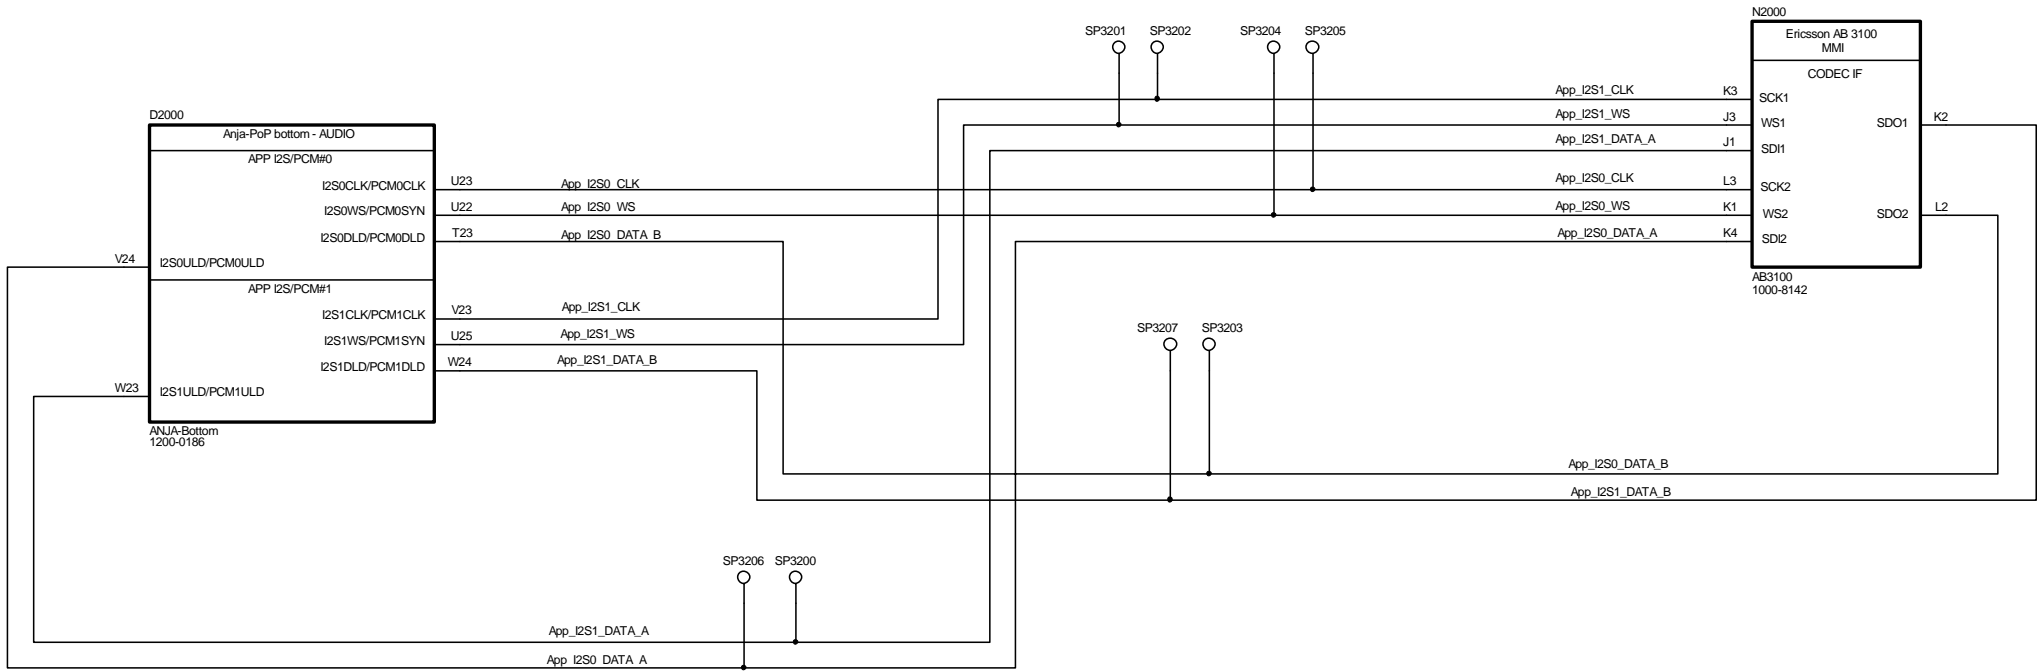 N2000
SP3201 SP3202 SP3204 SP3205
Ericsson AB 3100
MMI
CODEC IF
App_I2S1_CLK K3 SCK1
App_I2S1_WS J3 WS1 SDO1 K2
App_I2S1_DATA_A J1 SDI1
App_I2S0_CLK L3 SCK2
App_I2S0_WS K1 WS2 SDO2 L2
App_I2S0_DATA_A K4 SDI2
AB3100
1000-8142
D2000
Anja-PoP bottom - AUDIO
APP I2S/PCM#0
I2S0CLK/PCM0CLK U23 App_I2S0_CLK
I2S0WS/PCM0SYN U22 App_I2S0_WS
I2S0DLD/PCM0DLD T23 App_I2S0_DATA_B
V24 I2S0ULD/PCM0ULD
APP I2S/PCM#1
I2S1CLK/PCM1CLK V23 App_I2S1_CLK
I2S1WS/PCM1SYN U25 App_I2S1_WS
I2S1DLD/PCM1DLD W24 App_I2S1_DATA_B
W23 I2S1ULD/PCM1ULD
ANJA-Bottom
1200-0186
SP3207 SP3203
App_I2S0_DATA_B
App_I2S1_DATA_B
SP3206 SP3200
App_I2S1_DATA_A
App_I2S0_DATA_A